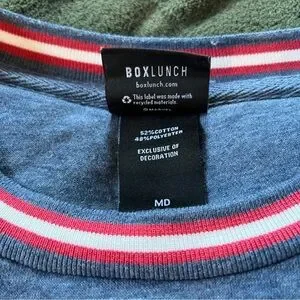 BOXLUNCH
boxlunch.com
This label was made with
recycled materials
52%COTTON
48%POLYESTER
EXCLUSIVE OF
DECORATION
MD